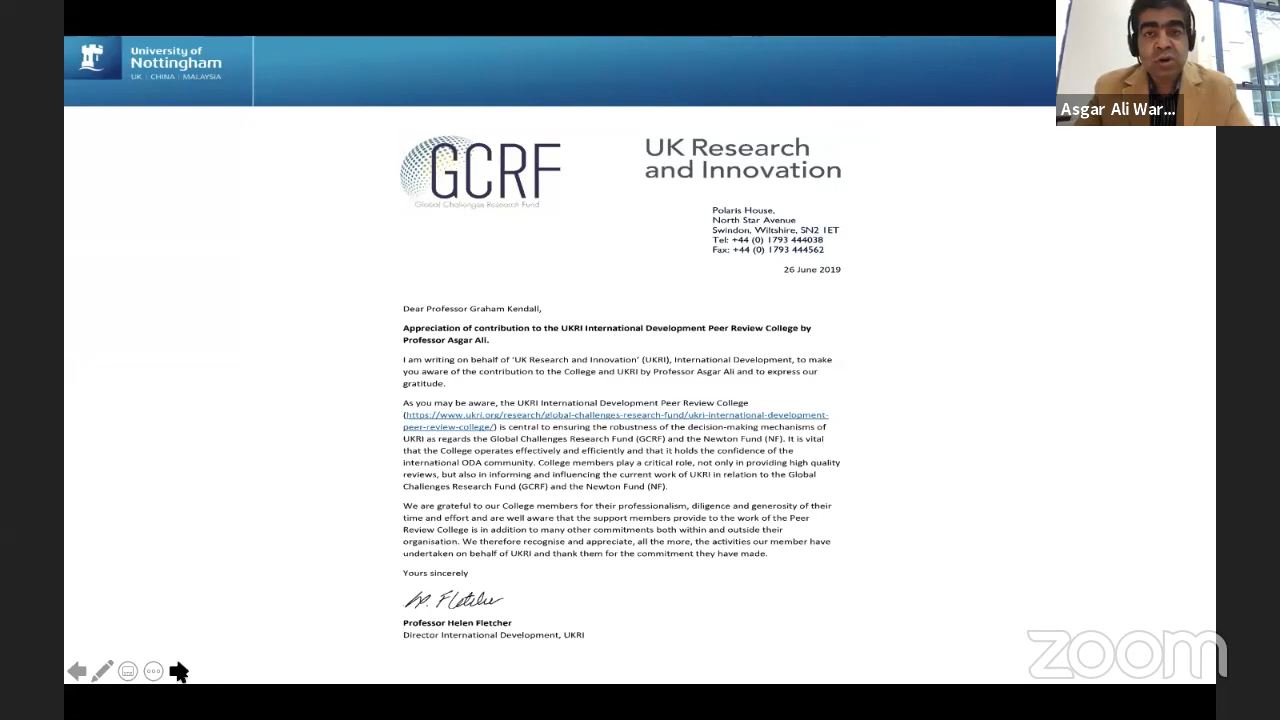 University of
Nottingham
UK | CHINA | MALAYSIA
Asgar Ali War...
GCRF
Global Challenges Research Fund
UK Research
and Innovation
Polaris House,
North Star Avenue
Swindon, Wiltshire, SN2 1ET
Tel: +44 (0) 1793 444038
Fax: +44 (0) 1793 444562
26 June 2019
Dear Professor Graham Kendall,
Appreciation of contribution to the UKRI International Development Peer Review College by
Professor Asgar Ali.
I am writing on behalf of 'UK Research and Innovation' (UKRI), International Development, to make
you aware of the contribution to the College and UKRI by Professor Asgar Ali and to express our
gratitude.
As you may be aware, the UKRI International Development Peer Review College
(https://www.ukri.org/research/global-challenges-research-fund/ukri-international-development-
peer-review-college/) is central to ensuring the robustness of the decision-making mechanisms of
UKRI as regards the Global Challenges Research Fund (GCRF) and the Newton Fund (NF). It is vital
that the College operates effectively and efficiently and that it holds the confidence of the
international ODA community. College members play a critical role, not only in providing high quality
reviews, but also in informing and influencing the current work of UKRI in relation to the Global
Challenges Research Fund (GCRF) and the Newton Fund (NF).
We are grateful to our College members for their professionalism, diligence and generosity of their
time and effort and are well aware that the support members provide to the work of the Peer
Review College is in addition to many other commitments both within and outside their
organisation. We therefore recognise and appreciate, all the more, the activities our member have
undertaken on behalf of UKRI and thank them for the commitment they have made.
Yours sincerely
Professor Helen Fletcher
Director International Development, UKRI
zoom